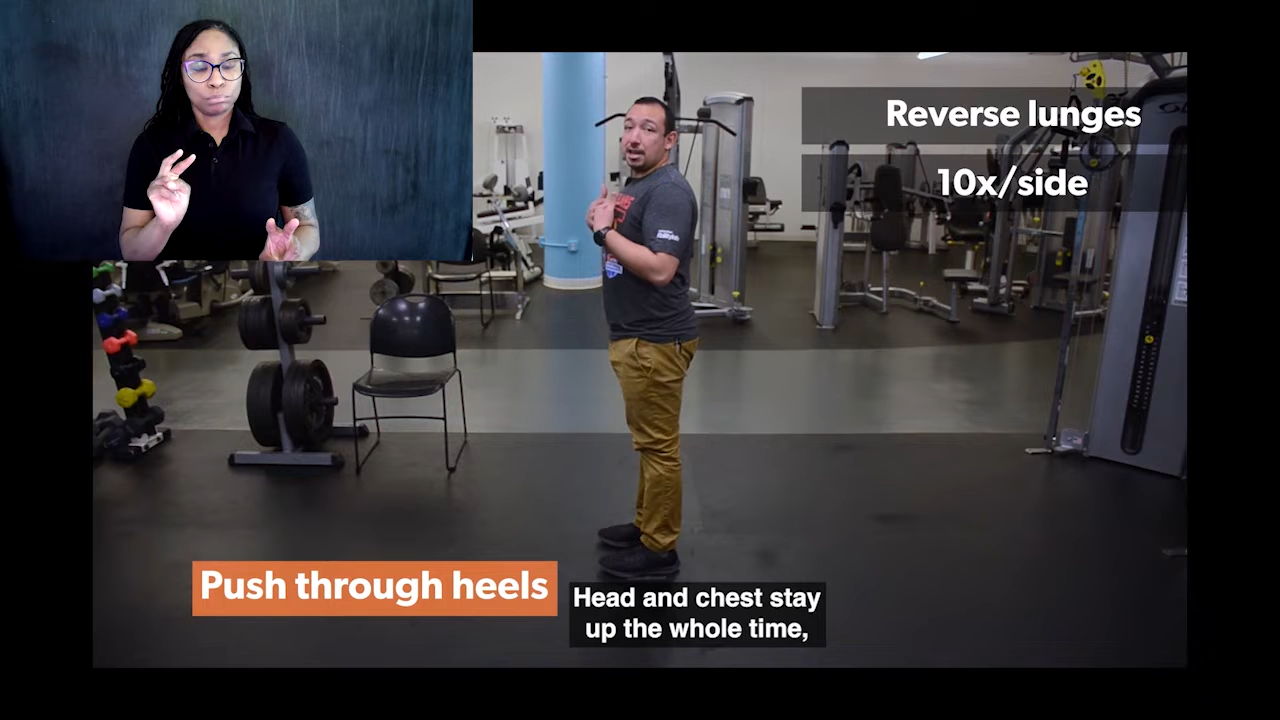 Reverse lunges
10x/side
Push through heels
Head and chest stay
up the whole time,